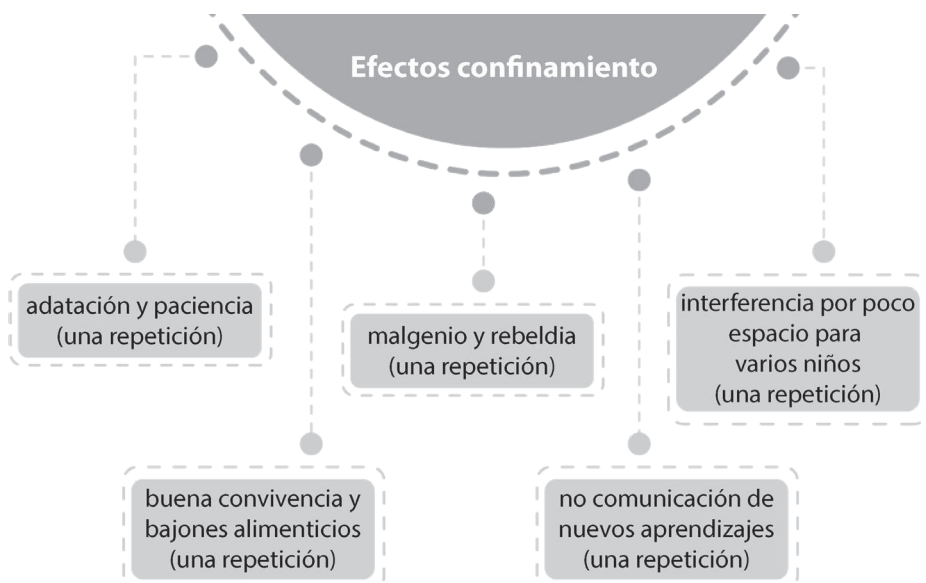 Efectos confinamiento
adatación y paciencia
(una repetición)
buena convivencia y
bajones alimenticios
(una repetición)
malgenio y rebeldia
(una repetición)
no comunicación de
nuevos aprendizajes
(una repetición)
interferencia por poco
espacio para
varios niños
(una repetición)